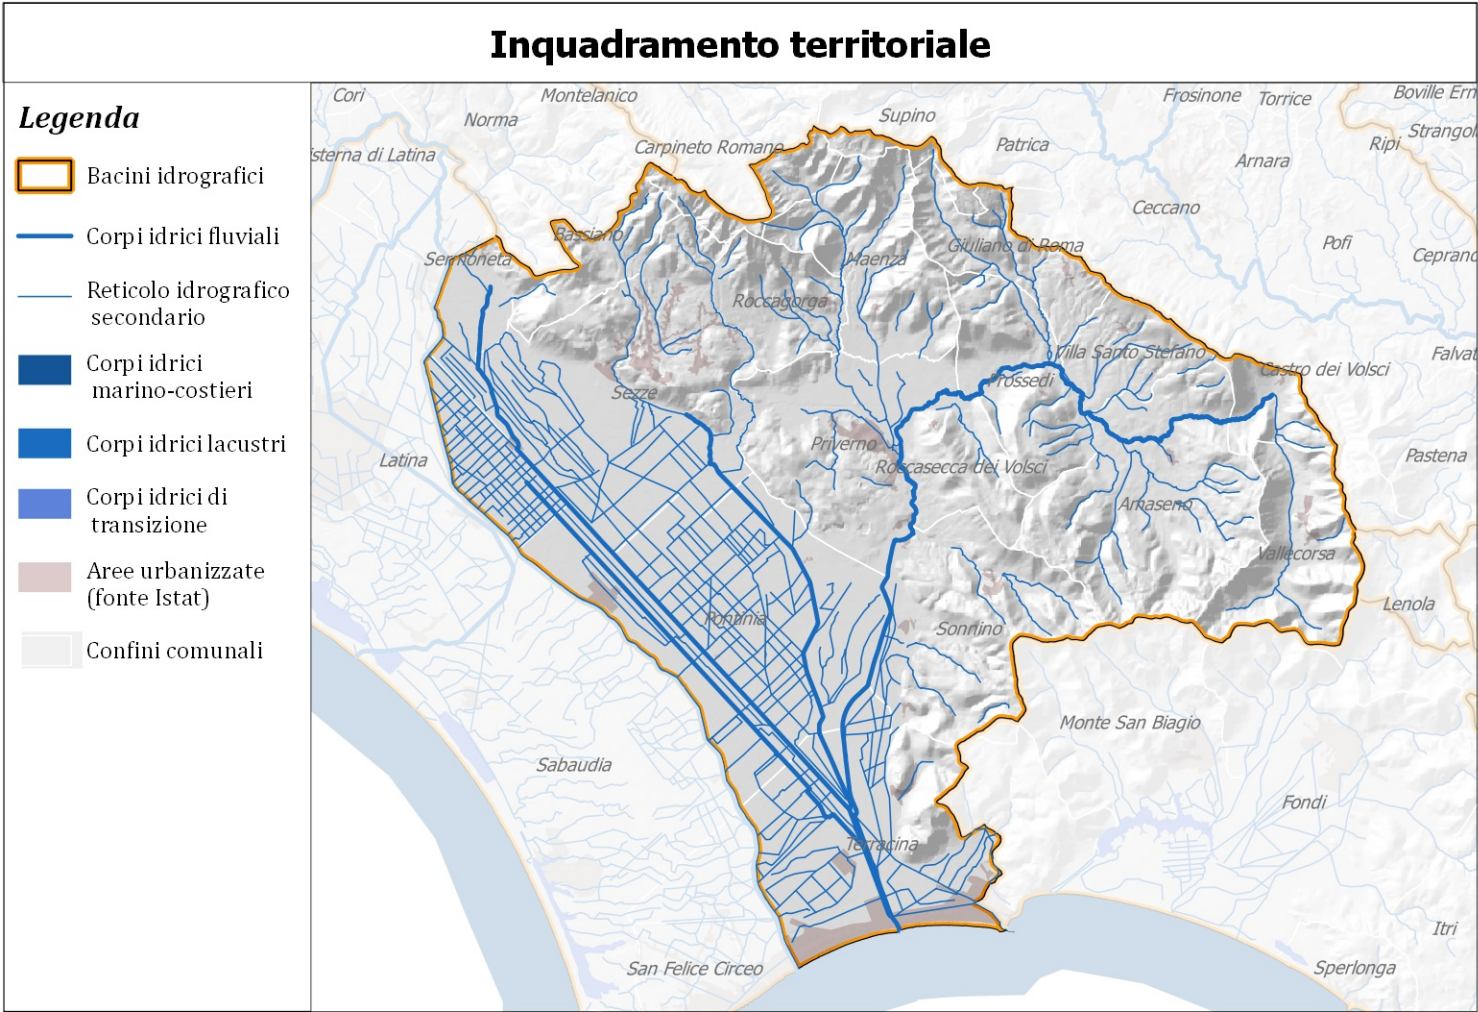 Inquadramento territoriale
Legenda
Bacini idrografici
Corpi idrici fluviali
Reticolo idrografico
secondario
Corpi idrici
marino-costieri
Corpi idrici lacustri
Corpi idrici di
transizione
Aree urbanizzate
(fonte Istat)
Confini comunali
Cori
Montelanico
Frosinone
Torrice
Boville Ern
Norma
Supino
Strangol
isterna di Latina
Carpineto Romano
Patrica
Ripi
Arnara
Ceccano
Bassiano
Giuliano di Roma
Pofi
Sermoneta
Maenza
Ceprano
Roccagorga
Villa Santo Stefano
Falvat
Castro dei Volsci
Prossedi
Sezze
Priverno
Latina
Roccasecca dei Volsci
Pastena
Amaseno
Vallecorsa
Lenola
Pontinia
Sonnino
Monte San Biagio
Sabaudia
Fondi
Terracina
Itri
San Felice Circeo
Sperlonga